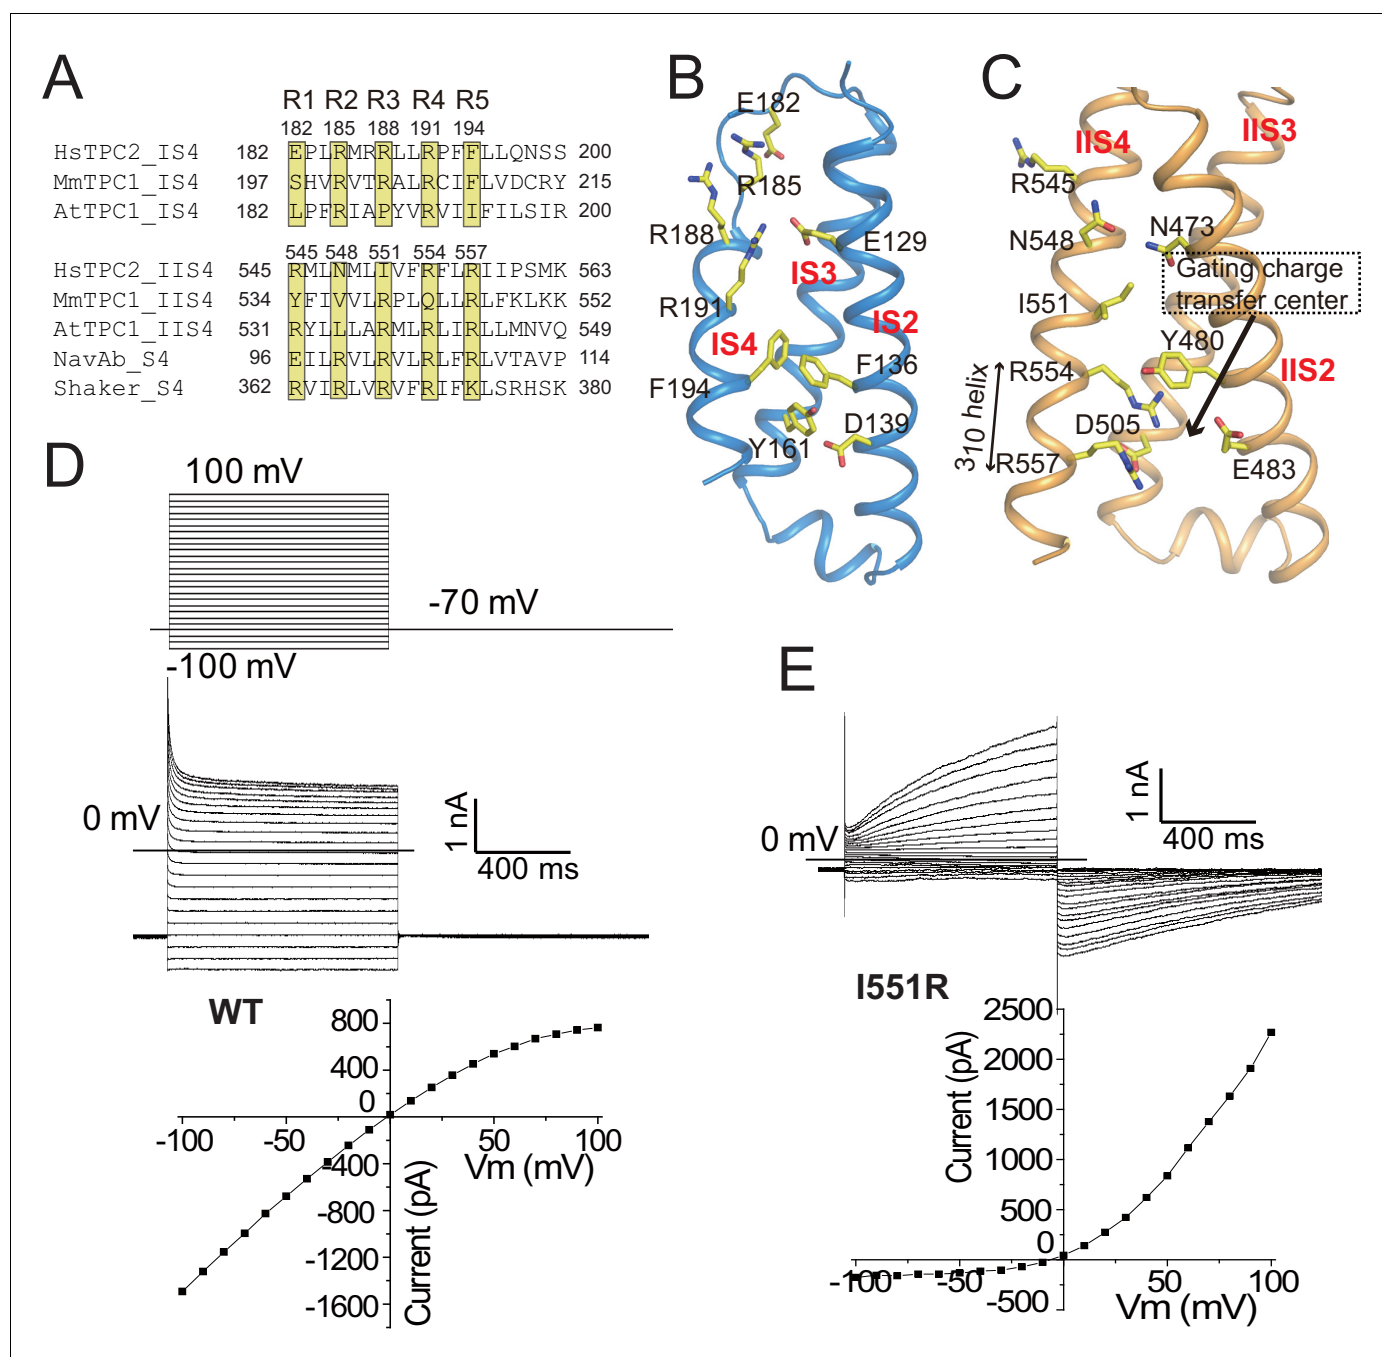 A
R1 R2 R3 R4 R5
182 185 188 191 194
HsTPC2_IS4 182 EPLRMRRLLRPFFLLQNSS 200
MmTPC1_IS4 197 SHVRVTRALRCIFLVDCRY 215
AtTPC1_IS4 182 LPFRIAPYVRVIIFILSIR 200
545 548 551 554 557
HsTPC2_IIS4 545 RMLNMLIVFRFLRIIPSMK 563
MmTPC1_IIS4 534 YFIVVLRPLQLLRLFKLKK 552
AtTPC1_IIS4 531 RYLLLARMLRLIRLLMNVQ 549
NavAb_S4 96 EILRVLRVLRLFRLVTAVP 114
Shaker_S4 362 RVIRLVRVFRIFKLSRHSK 380
B
E182
R185
R188
E129
IS3
R191
IS4
IS2
F136
F194
D139
Y161
C
IIS4
IIS3
R545
N548
N473
Gating charge
transfer center
I551
Y480
R554
IIS2
3₁₀ helix
D505
R557
E483
D
100 mV
-70 mV
-100 mV
0 mV
1 nA
400 ms
WT
800
400
0
-100 -50 50 100
Vm (mV)
-400
-800
-1200
-1600
Current (pA)
E
0 mV
1 nA
400 ms
I551R
2500
2000
1500
1000
500
0
-100 -50 50 100
-500
Vm (mV)
Current (pA)